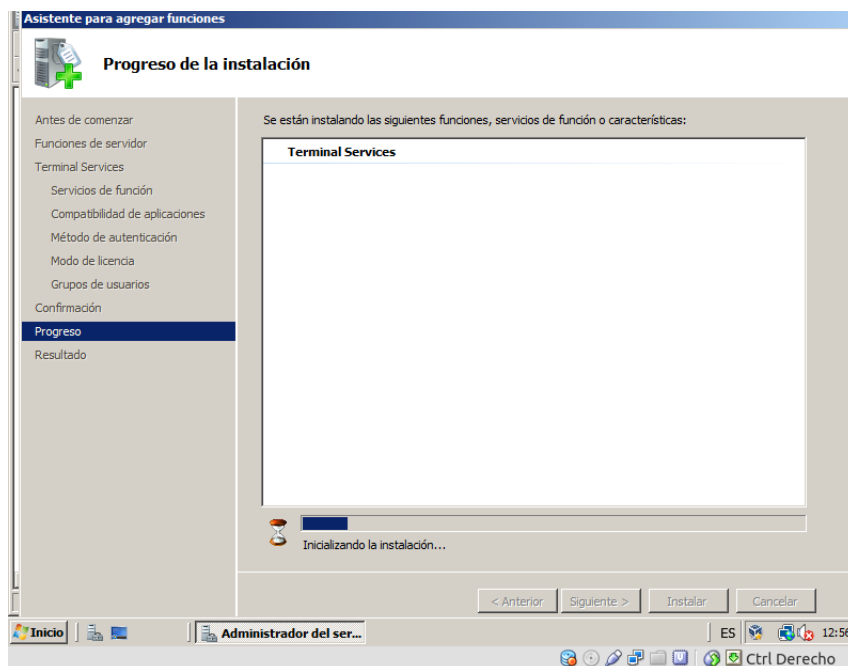 Asistente para agregar funciones
Progreso de la instalación
Antes de comenzar
Funciones de servidor
Terminal Services
Servicios de función
Compatibilidad de aplicaciones
Método de autenticación
Modo de licencia
Grupos de usuarios
Confirmación
Progreso
Resultado
Se están instalando las siguientes funciones, servicios de función o características:
Terminal Services
Inicializando la instalación...
< Anterior Siguiente > Instalar Cancelar
Inicio Administrador del ser... ES 12:56
Ctrl Derecho